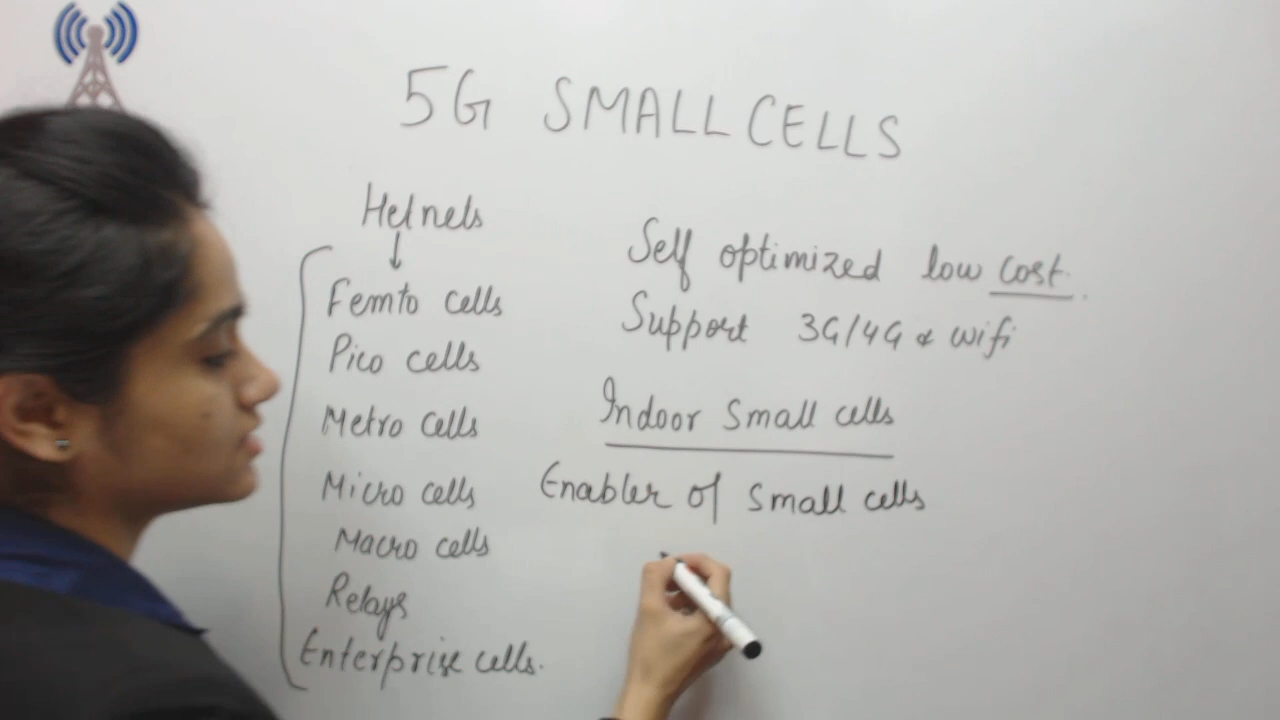 5G SMALL CELLS
Hetnets
Femto cells
Pico cells
Metro cells
Micro cells
Macro cells
Relays
Enterprise cells.
Self optimized low cost.
Support 3G/4G & wifi
Indoor Small cells
Enabler of small cells